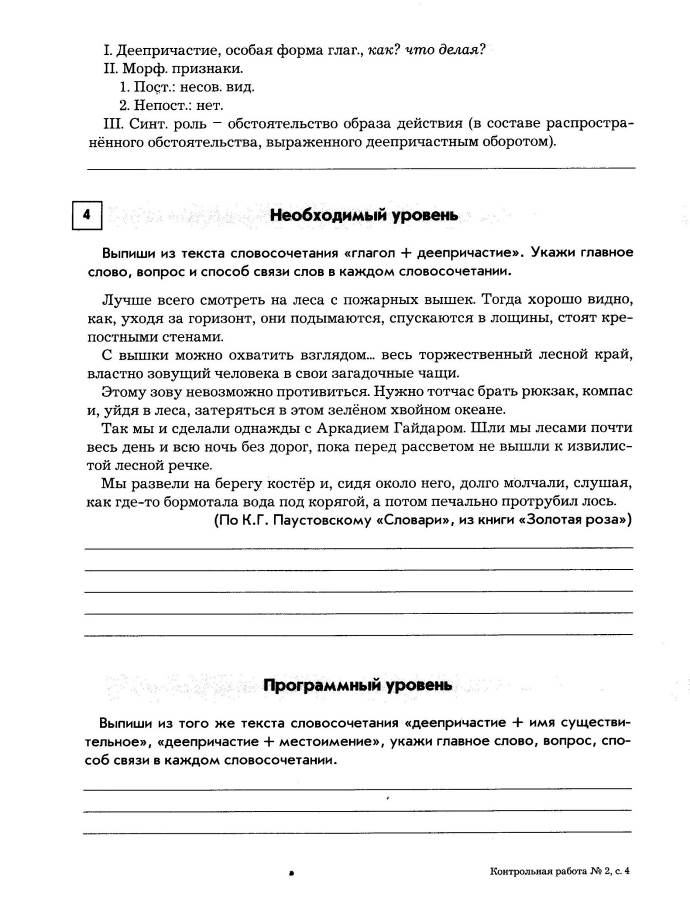 I. Деепричастие, особая форма глаг., как? что делая?
II. Морф. признаки.
1. Пост.: несов. вид.
2. Непост.: нет.
III. Синт. роль – обстоятельство образа действия (в составе распростра-
нённого обстоятельства, выраженного деепричастным оборотом).
4
Необходимый уровень
Выпиши из текста словосочетания «глагол + деепричастие». Укажи главное
слово, вопрос и способ связи слов в каждом словосочетании.
Лучше всего смотреть на леса с пожарных вышек. Тогда хорошо видно,
как, уходя за горизонт, они подымаются, спускаются в лощины, стоят кре-
постными стенами.
С вышки можно охватить взглядом... весь торжественный лесной край,
властно зовущий человека в свои загадочные чащи.
Этому зову невозможно противиться. Нужно тотчас брать рюкзак, компас
и, уйдя в леса, затеряться в этом зелёном хвойном океане.
Так мы и сделали однажды с Аркадием Гайдаром. Шли мы лесами почти
весь день и всю ночь без дорог, пока перед рассветом не вышли к извилис-
той лесной речке.
Мы развели на берегу костёр и, сидя около него, долго молчали, слушая,
как где-то бормотала вода под корягой, а потом печально протрубил лось.
(По К.Г. Паустовскому «Словари», из книги «Золотая роза»)
Программный уровень
Выпиши из того же текста словосочетания «деепричастие + имя существи-
тельное», «деепричастие + местоимение», укажи главное слово, вопрос, спо-
соб связи в каждом словосочетании.
Контрольная работа № 2, с. 4